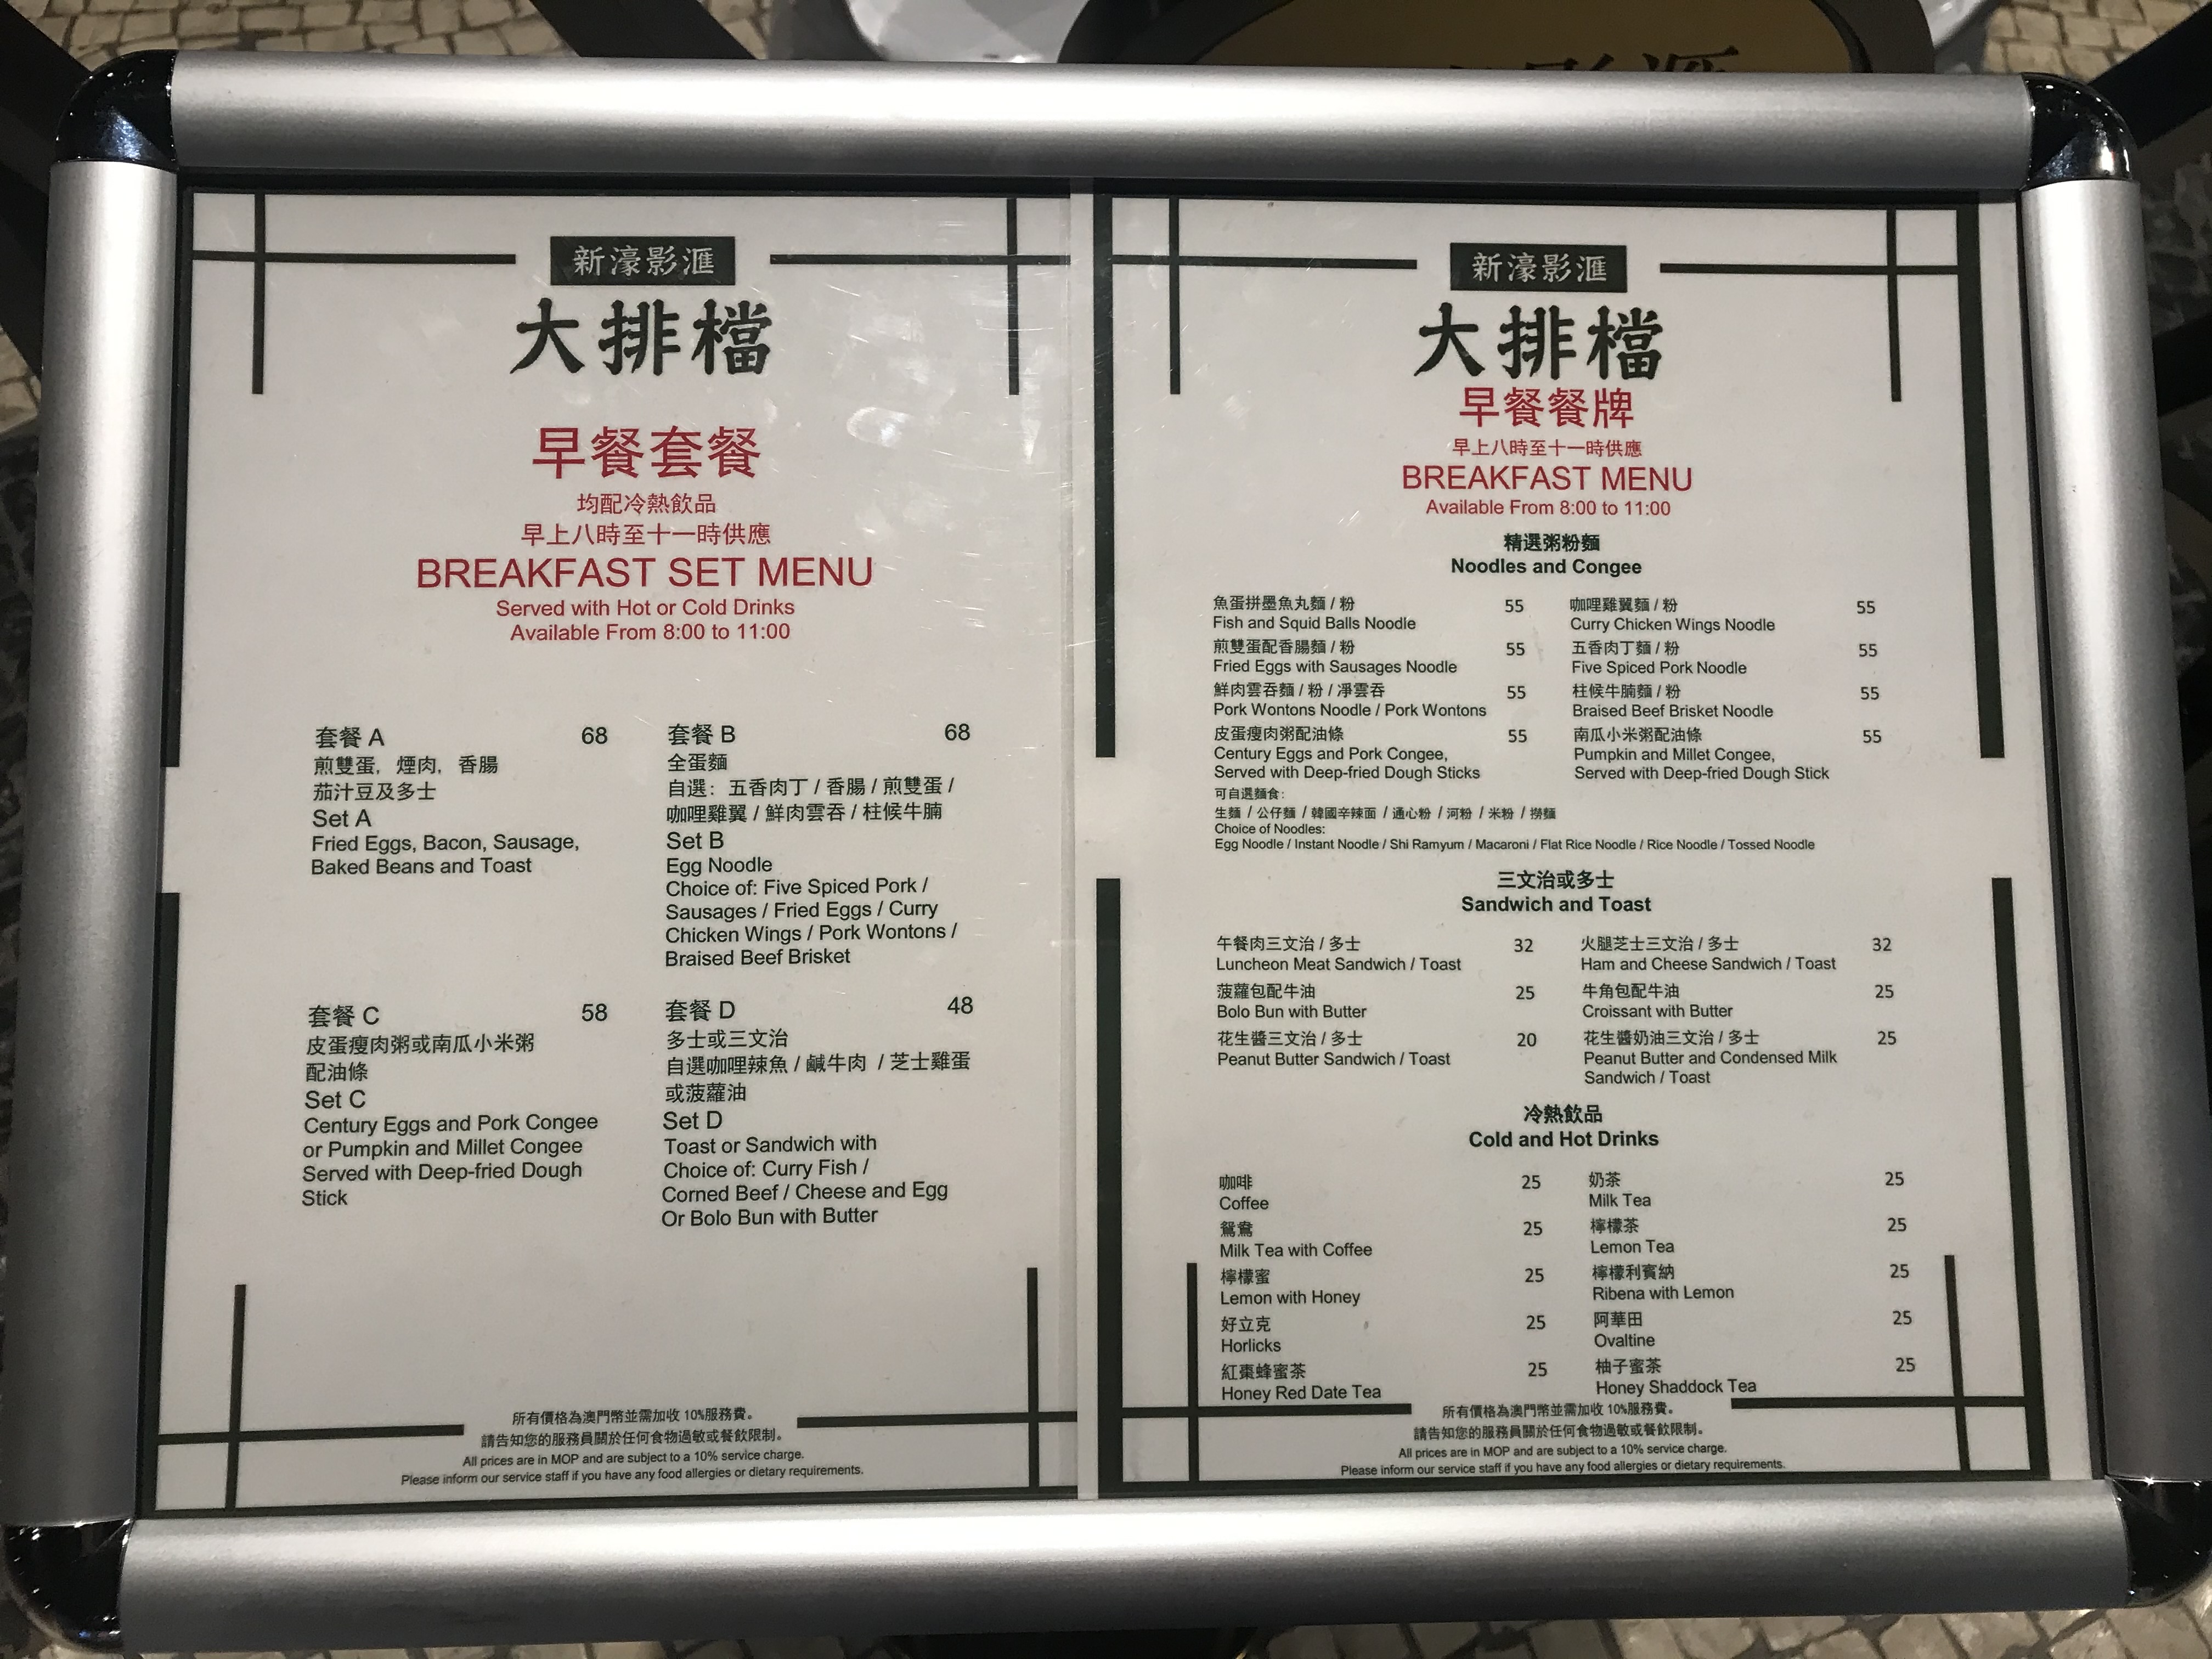 影滙
新濠影滙
大排檔
早餐套餐
均配冷熱飲品
早上八時至十一時供應
BREAKFAST SET MENU
Served with Hot or Cold Drinks
Available From 8:00 to 11:00
套餐 A 68
煎雙蛋, 煙肉, 香腸
茄汁豆及多士
Set A
Fried Eggs, Bacon, Sausage,
Baked Beans and Toast
套餐 B 68
全蛋麵
自選: 五香肉丁 / 香腸 / 煎雙蛋 /
咖哩雞翼 / 鮮肉雲吞 / 柱候牛腩
Set B
Egg Noodle
Choice of: Five Spiced Pork /
Sausages / Fried Eggs / Curry
Chicken Wings / Pork Wontons /
Braised Beef Brisket
套餐 C 58
皮蛋瘦肉粥或南瓜小米粥
配油條
Set C
Century Eggs and Pork Congee
or Pumpkin and Millet Congee
Served with Deep-fried Dough
Stick
套餐 D 48
多士或三文治
自選咖哩辣魚 / 鹹牛肉 / 芝士雞蛋
或菠蘿油
Set D
Toast or Sandwich with
Choice of: Curry Fish /
Corned Beef / Cheese and Egg
Or Bolo Bun with Butter
所有價格為澳門幣並需加收 10%服務費。
請告知您的服務員關於任何食物過敏或餐飲限制。
All prices are in MOP and are subject to a 10% service charge.
Please inform our service staff if you have any food allergies or dietary requirements.
新濠影滙
大排檔
早餐餐牌
早上八時至十一時供應
BREAKFAST MENU
Available From 8:00 to 11:00
精選粥粉麵
Noodles and Congee
魚蛋拼墨魚丸麵 / 粉 55
Fish and Squid Balls Noodle
咖哩雞翼麵 / 粉 55
Curry Chicken Wings Noodle
煎雙蛋配香腸麵 / 粉 55
Fried Eggs with Sausages Noodle
五香肉丁麵 / 粉 55
Five Spiced Pork Noodle
鮮肉雲吞麵 / 粉 / 凈雲吞 55
Pork Wontons Noodle / Pork Wontons
柱候牛腩麵 / 粉 55
Braised Beef Brisket Noodle
皮蛋瘦肉粥配油條 55
Century Eggs and Pork Congee,
Served with Deep-fried Dough Sticks
南瓜小米粥配油條 55
Pumpkin and Millet Congee,
Served with Deep-fried Dough Stick
可自選麵食:
生麵 / 公仔麵 / 韓國辛辣面 / 通心粉 / 河粉 / 米粉 / 撈麵
Choice of Noodles:
Egg Noodle / Instant Noodle / Shi Ramyum / Macaroni / Flat Rice Noodle / Rice Noodle / Tossed Noodle
三文治或多士
Sandwich and Toast
午餐肉三文治 / 多士 32
Luncheon Meat Sandwich / Toast
火腿芝士三文治 / 多士 32
Ham and Cheese Sandwich / Toast
菠蘿包配牛油 25
Bolo Bun with Butter
牛角包配牛油 25
Croissant with Butter
花生醬三文治 / 多士 20
Peanut Butter Sandwich / Toast
花生醬奶油三文治 / 多士 25
Peanut Butter and Condensed Milk
Sandwich / Toast
冷熱飲品
Cold and Hot Drinks
咖啡 25
Coffee
奶茶 25
Milk Tea
鴛鴦 25
Milk Tea with Coffee
檸檬茶 25
Lemon Tea
檸檬蜜 25
Lemon with Honey
檸檬利賓納 25
Ribena with Lemon
好立克 25
Horlicks
阿華田 25
Ovaltine
紅棗蜂蜜茶 25
Honey Red Date Tea
柚子蜜茶 25
Honey Shaddock Tea
所有價格為澳門幣並需加收 10%服務費。
請告知您的服務員關於任何食物過敏或餐飲限制。
All prices are in MOP and are subject to a 10% service charge.
Please inform our service staff if you have any food allergies or dietary requirements.